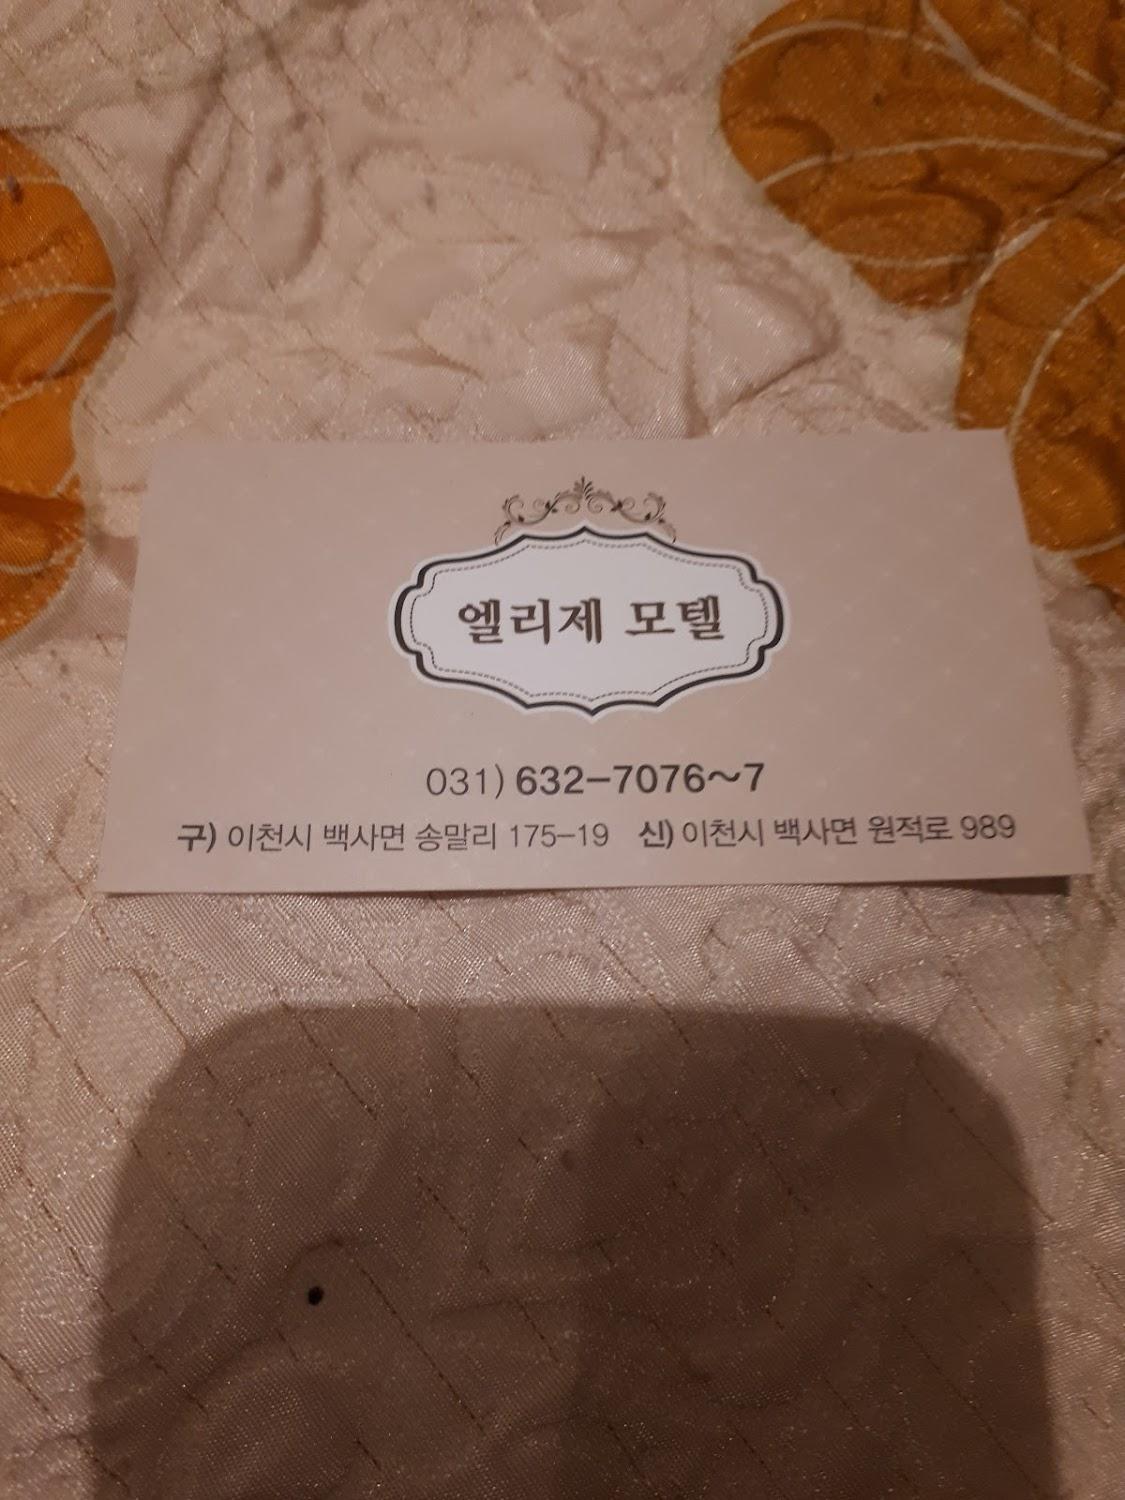 엘리제 모텔
031) 632-7076~7
구) 이천시 백사면 송말리 175-19 신) 이천시 백사면 원적로 989